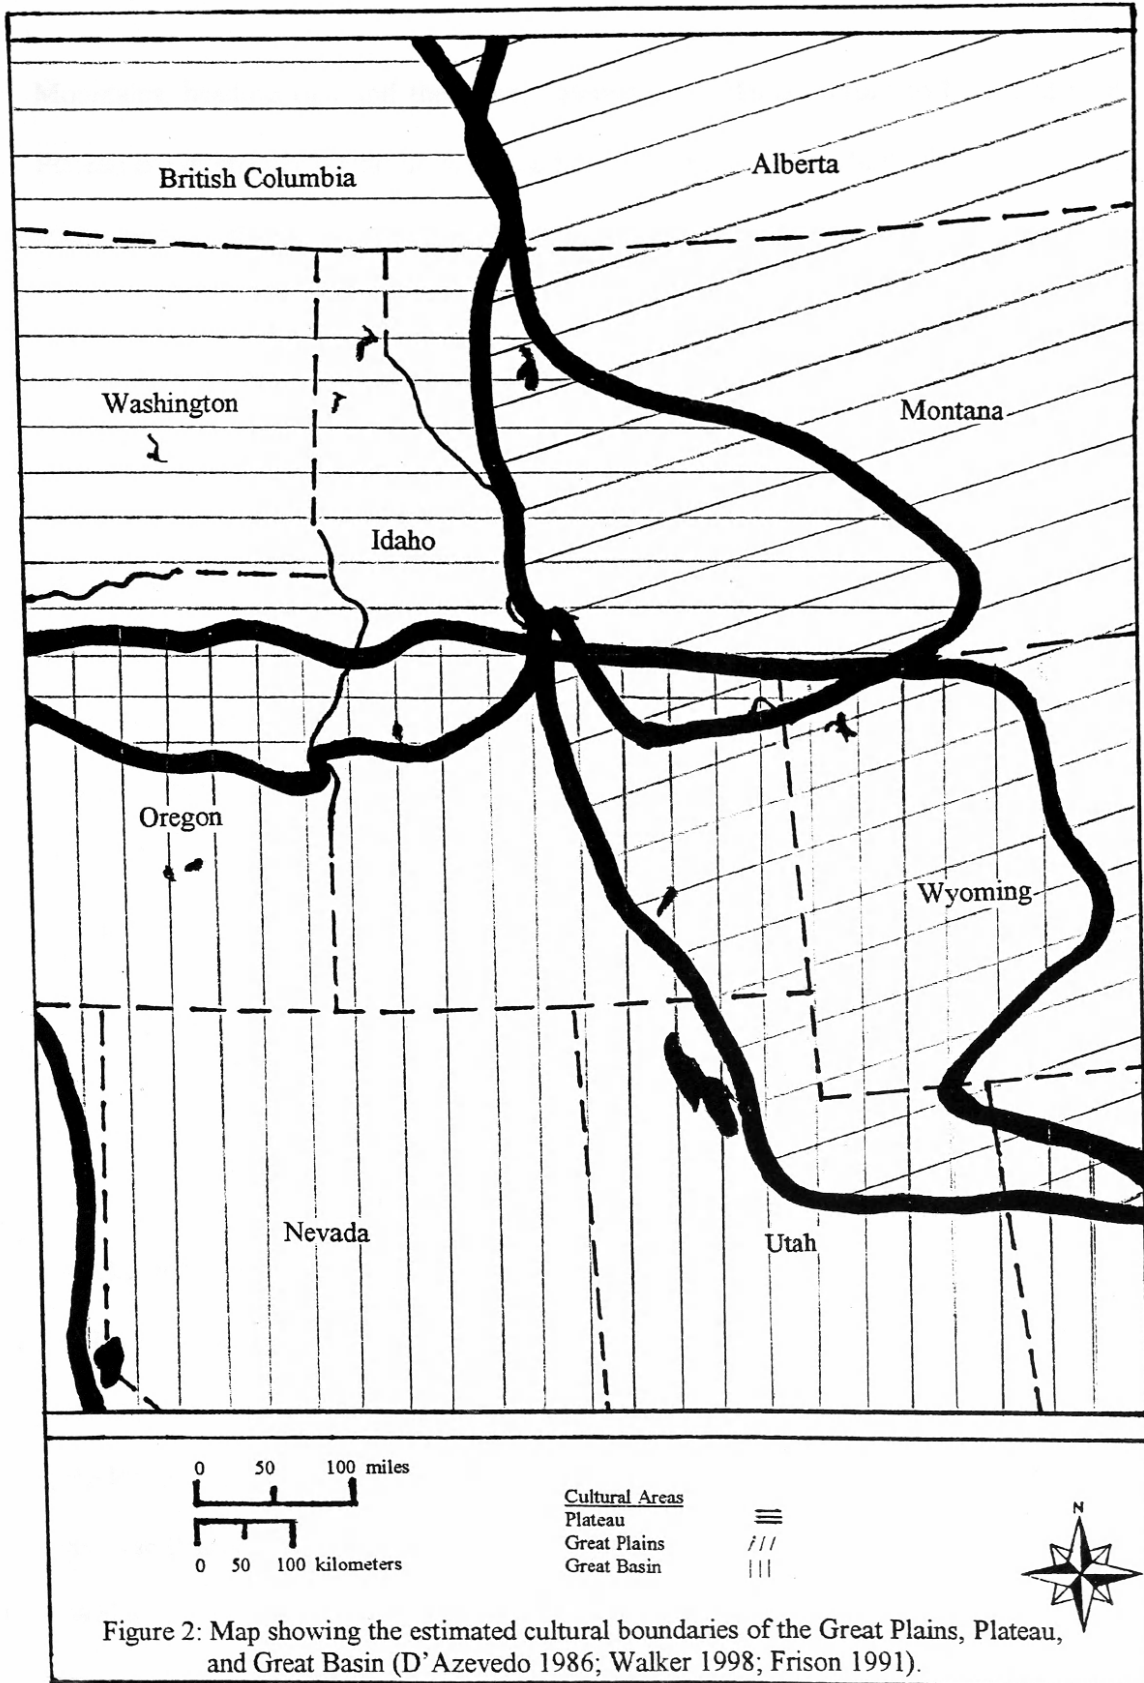 British Columbia
Alberta
Washington
Montana
Idaho
Oregon
Wyoming
Nevada
Utah
0 50 100 miles
0 50 100 kilometers
Cultural Areas
Plateau
Great Plains
Great Basin
N
Figure 2: Map showing the estimated cultural boundaries of the Great Plains, Plateau,
and Great Basin (D'Azevedo 1986; Walker 1998; Frison 1991).